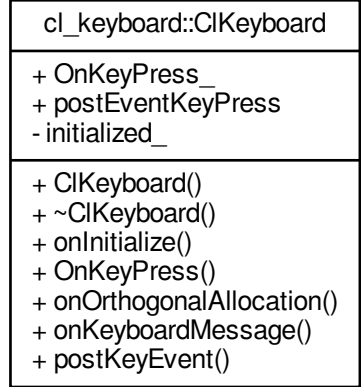 cl_keyboard::ClKeyboard
+ OnKeyPress_
+ postEventKeyPress
- initialized_
+ ClKeyboard()
+ ~ClKeyboard()
+ onInitialize()
+ OnKeyPress()
+ onOrthogonalAllocation()
+ onKeyboardMessage()
+ postKeyEvent()